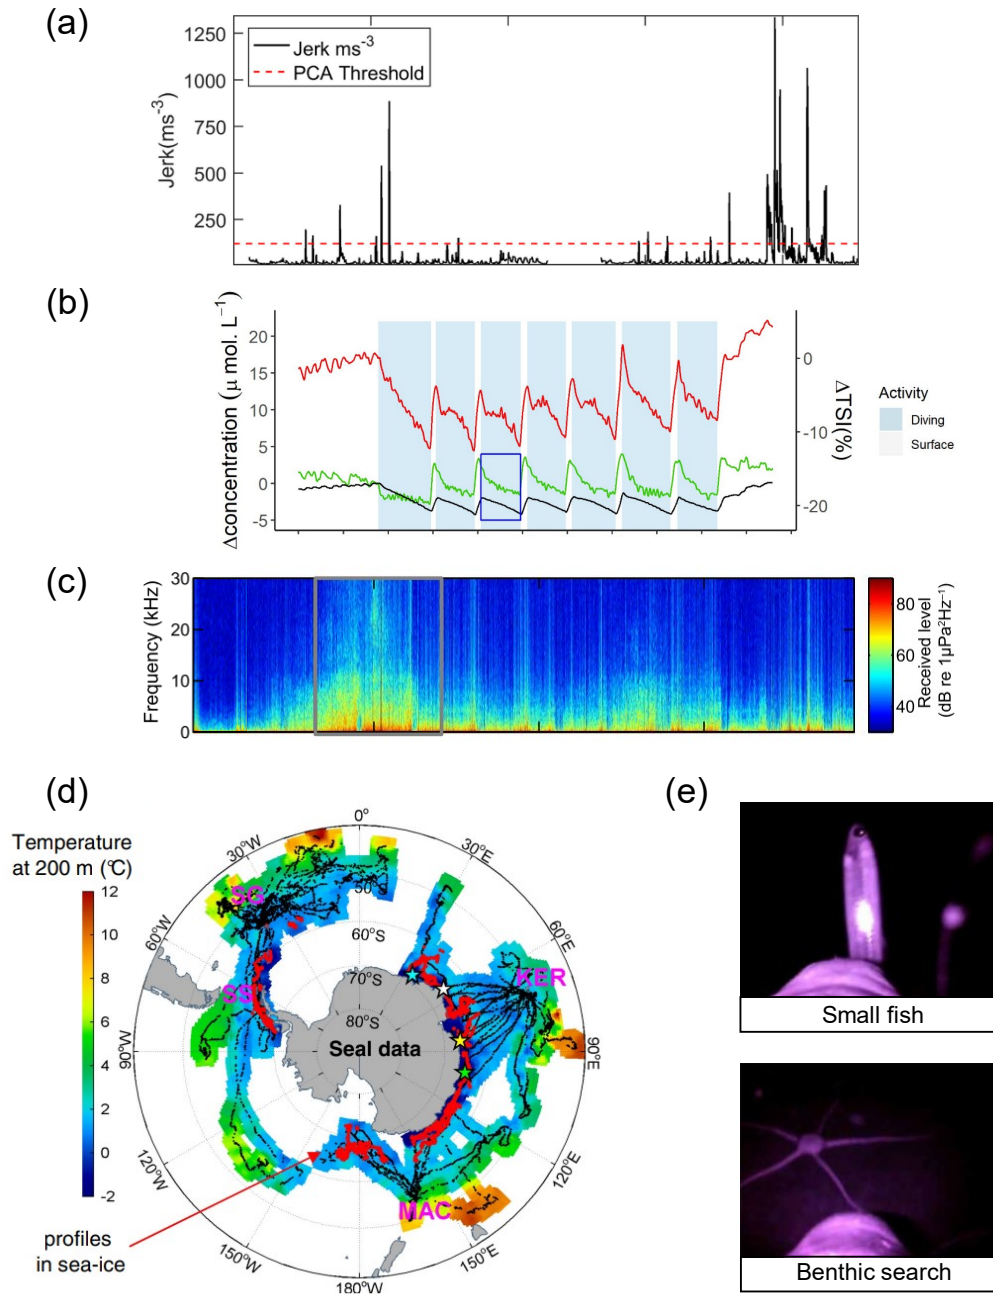 (a)
Jerk(ms⁻³)
1250
1000
750
500
250
Jerk ms⁻³
PCA Threshold
(b)
Δconcentration (μ mol. L⁻¹)
20
15
10
5
0
-5
0
-10
-20
ΔTSI(%)
Activity
Diving
Surface
(c)
Frequency (kHz)
30
20
10
0
80
60
40
Received level
(dB re 1μPa²Hz⁻¹)
(d)
Temperature
at 200 m (°C)
12
10
8
6
4
2
0
-2
0°
30°E
60°E
90°E
120°E
150°E
180°W
150°W
120°W
90°W
60°W
30°W
50°S
60°S
70°S
80°S
SG
SS
KER
MAC
Seal data
profiles
in sea-ice
(e)
Small fish
Benthic search